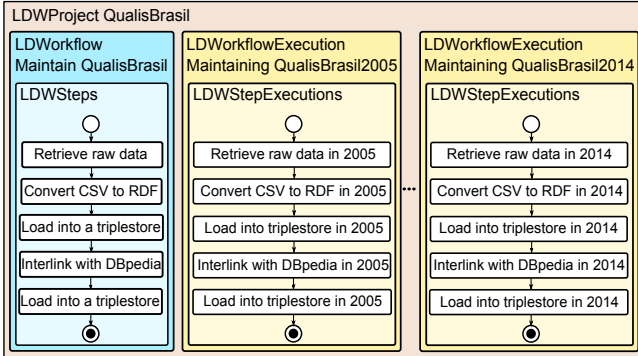 LDWProject QualisBrasil
LDWorkflow
Maintain QualisBrasil
LDWSteps
Retrieve raw data
Convert CSV to RDF
Load into a triplestore
Interlink with DBpedia
Load into a triplestore
LDWorkflowExecution
Maintaining QualisBrasil2005
LDWStepExecutions
Retrieve raw data in 2005
Convert CSV to RDF in 2005
Load into triplestore in 2005
Interlink with DBpedia in 2005
Load into triplestore in 2005
...
LDWorkflowExecution
Maintaining QualisBrasil2014
LDWStepExecutions
Retrieve raw data in 2014
Convert CSV to RDF in 2014
Load into triplestore in 2014
Interlink with DBpedia in 2014
Load into triplestore in 2014